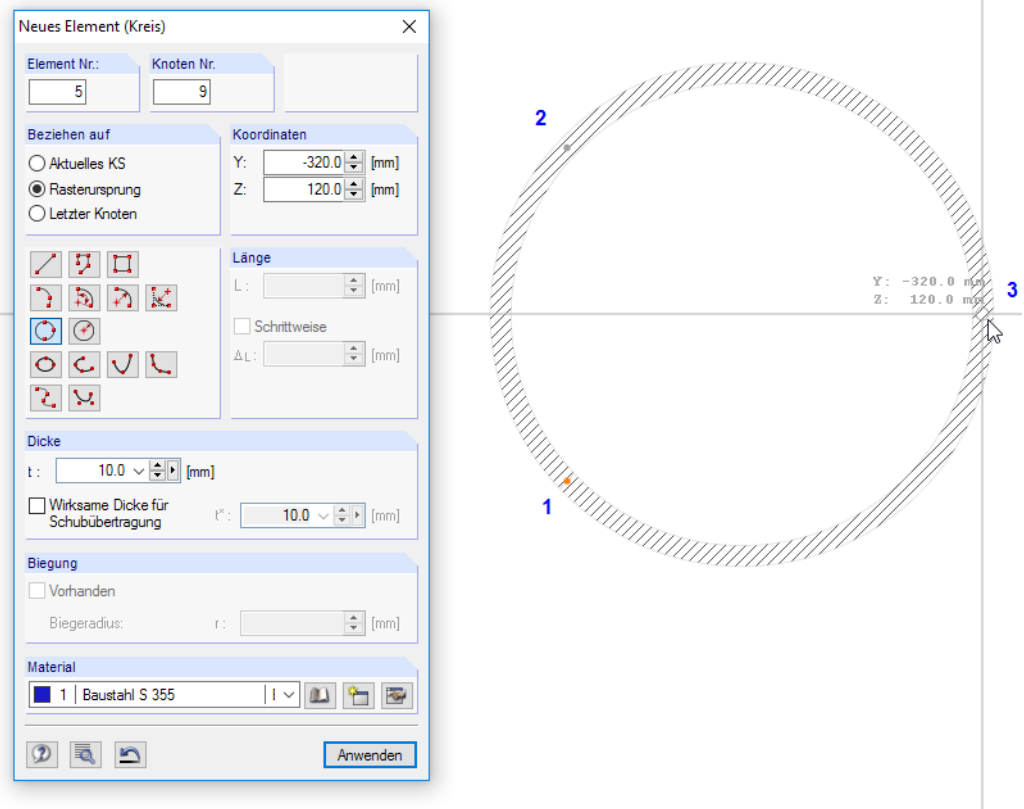 Neues Element (Kreis)
Element Nr.: Knoten Nr.
5 9
Beziehen auf Koordinaten
Aktuelles KS Y: -320.0 [mm]
Rasterursprung Z: 120.0 [mm]
Letzter Knoten
Länge
L: [mm]
Schrittweise
ΔL: [mm]
Dicke
t: 10.0 [mm]
Wirksame Dicke für
Schubübertragung t*: 10.0 [mm]
Biegung
Vorhanden
Biegeradius: r: [mm]
Material
1 Baustahl S 355
Anwenden
2
Y: -320.0 mm
Z: 120.0 mm
3
1